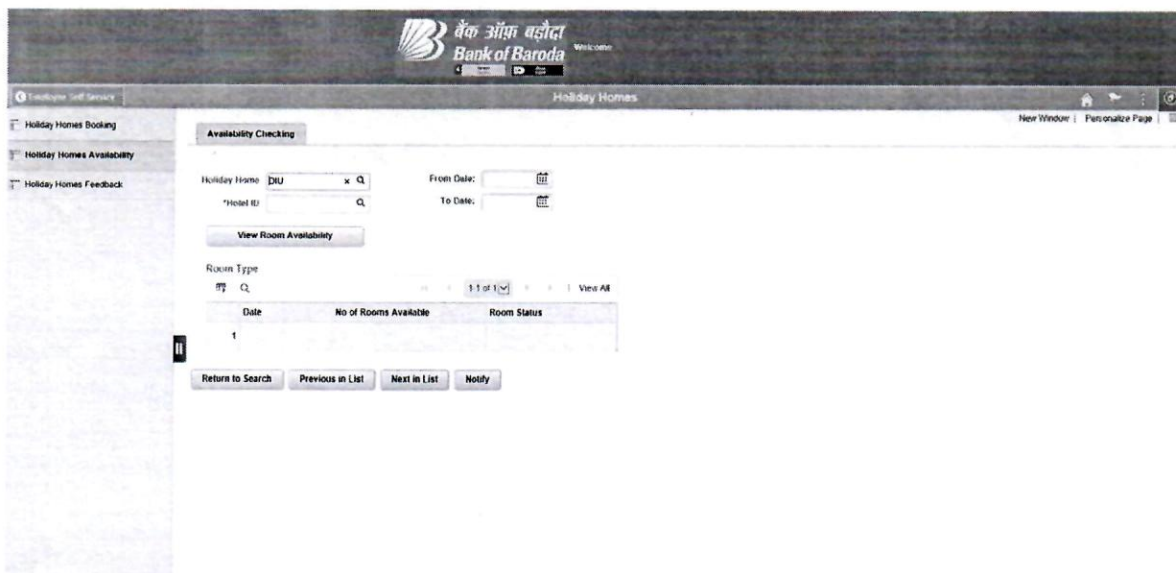 बैंक ऑफ़ बड़ौदा
Bank of Baroda
Welcome
Employee Self Service
Holiday Homes
New Window | Personalize Page |
Holiday Homes Booking
Holiday Homes Availability
Holiday Homes Feedback
Availability Checking
Holiday Home DIU x From Date:
*Hotel ID To Date:
View Room Availability
Room Type
1-1 of 1 | View All
Date No of Rooms Available Room Status
1
Return to Search Previous in List Next in List Notify